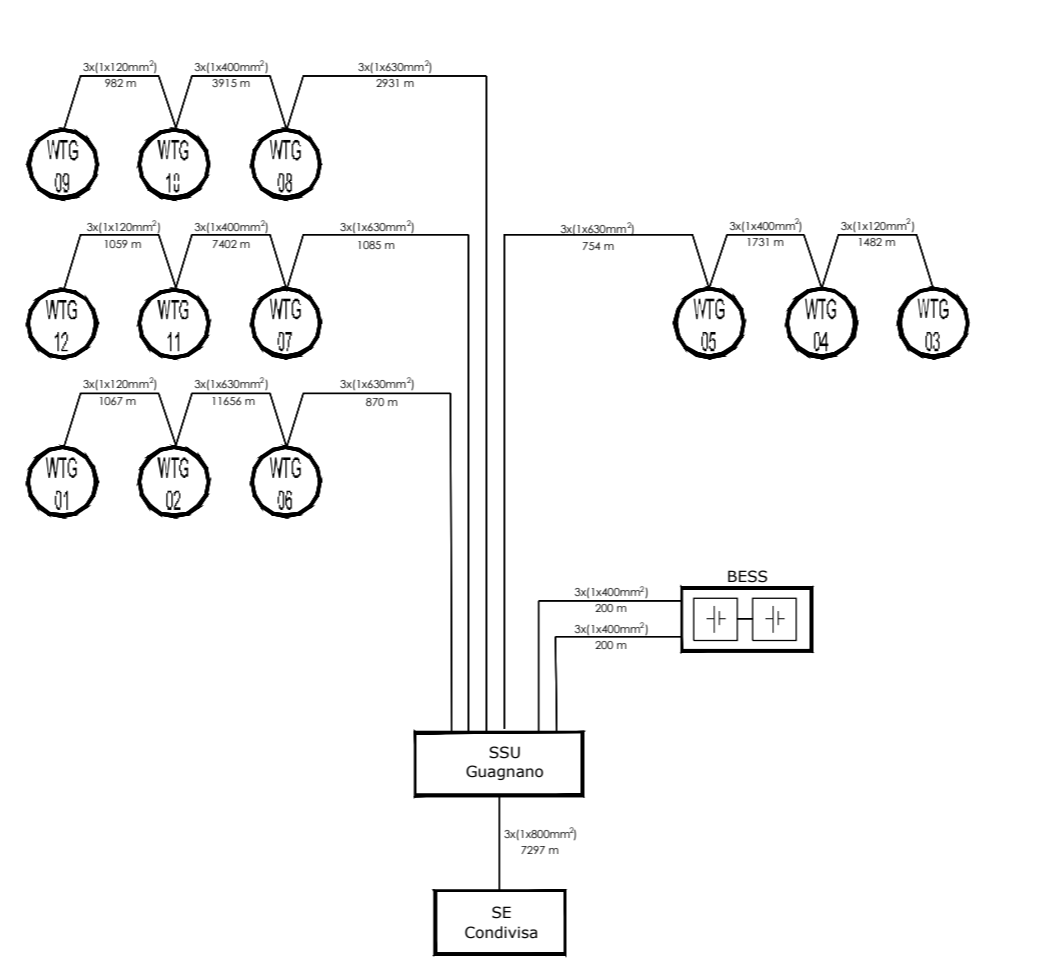 3x(1x120mm²) 3x(1x400mm²) 3x(1x630mm²)
982 m 3915 m 2931 m
WTG 09
WTG 10
WTG 08
3x(1x120mm²) 3x(1x400mm²) 3x(1x630mm²)
1059 m 7402 m 1085 m
WTG 12
WTG 11
WTG 07
3x(1x630mm²) 3x(1x400mm²) 3x(1x120mm²)
754 m 1731 m 1482 m
WTG 05
WTG 04
WTG 03
3x(1x120mm²) 3x(1x630mm²) 3x(1x630mm²)
1067 m 11656 m 870 m
WTG 01
WTG 02
WTG 06
BESS
3x(1x400mm²)
200 m
3x(1x400mm²)
200 m
SSU
Guagnano
3x(1x800mm²)
7297 m
SE
Condivisa